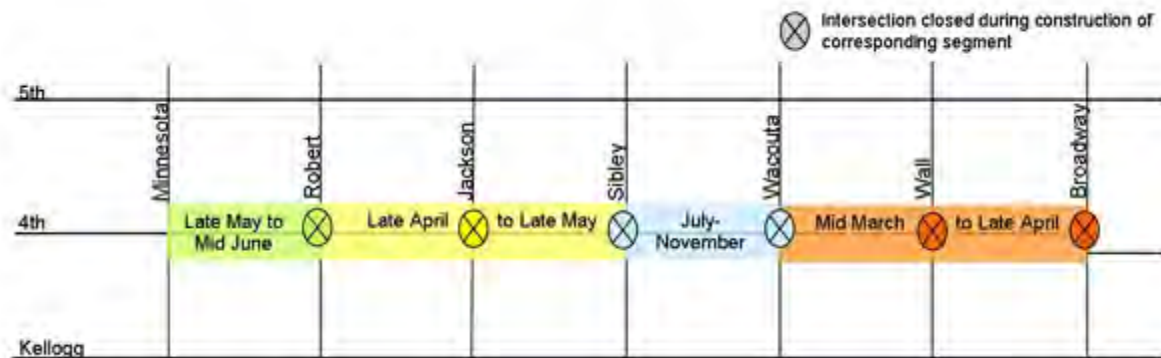 Intersection closed during construction of
corresponding segment
5th
Minnesota
Robert
Jackson
Sibley
Wacouta
Wall
Broadway
4th
Late May to
Mid June
Late April
to Late May
July-
November
Mid March
to Late April
Kellogg